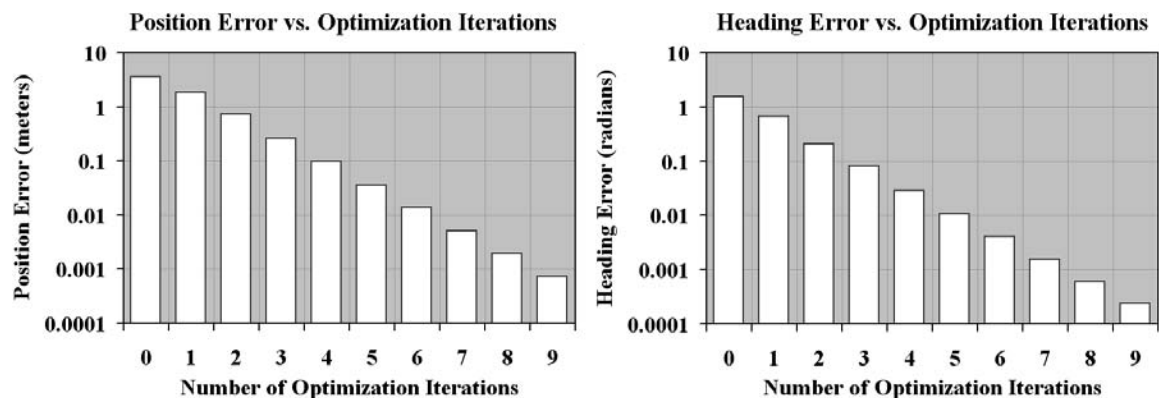 Position Error vs. Optimization Iterations
Position Error (meters)
10
1
0.1
0.01
0.001
0.0001
0 1 2 3 4 5 6 7 8 9
Number of Optimization Iterations
Heading Error vs. Optimization Iterations
Heading Error (radians)
10
1
0.1
0.01
0.001
0.0001
0 1 2 3 4 5 6 7 8 9
Number of Optimization Iterations